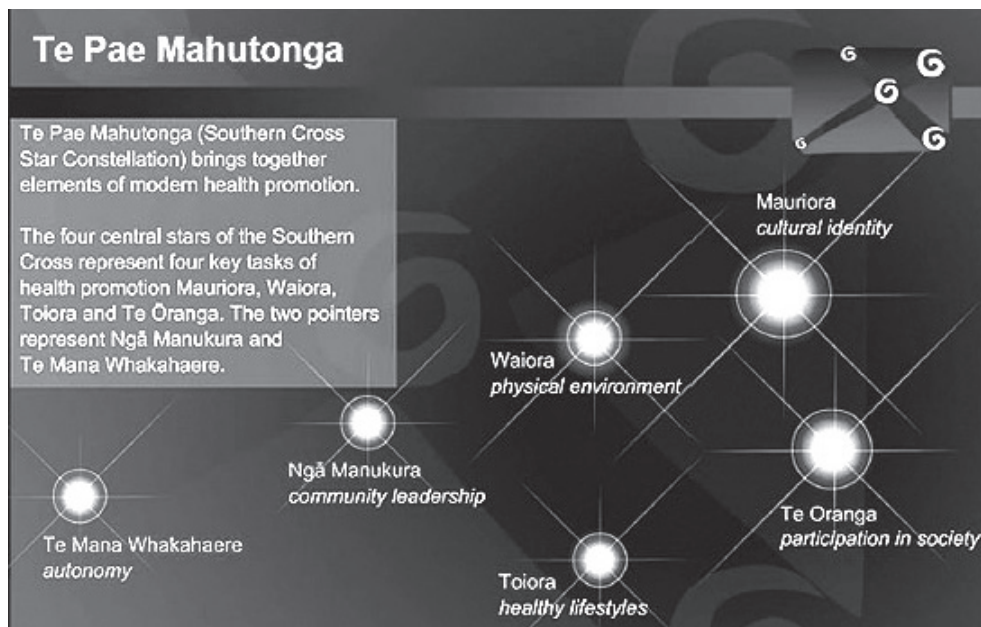 Te Pae Mahutonga
Te Pae Mahutonga (Southern Cross
Star Constellation) brings together
elements of modern health promotion.
The four central stars of the Southern
Cross represent four key tasks of
health promotion Mauriora, Waiora,
Toiora and Te Ōranga. The two pointers
represent Ngā Manukura and
Te Mana Whakahaere.
Mauriora
cultural identity
Waiora
physical environment
Ngā Manukura
community leadership
Te Oranga
participation in society
Te Mana Whakahaere
autonomy
Toiora
healthy lifestyles